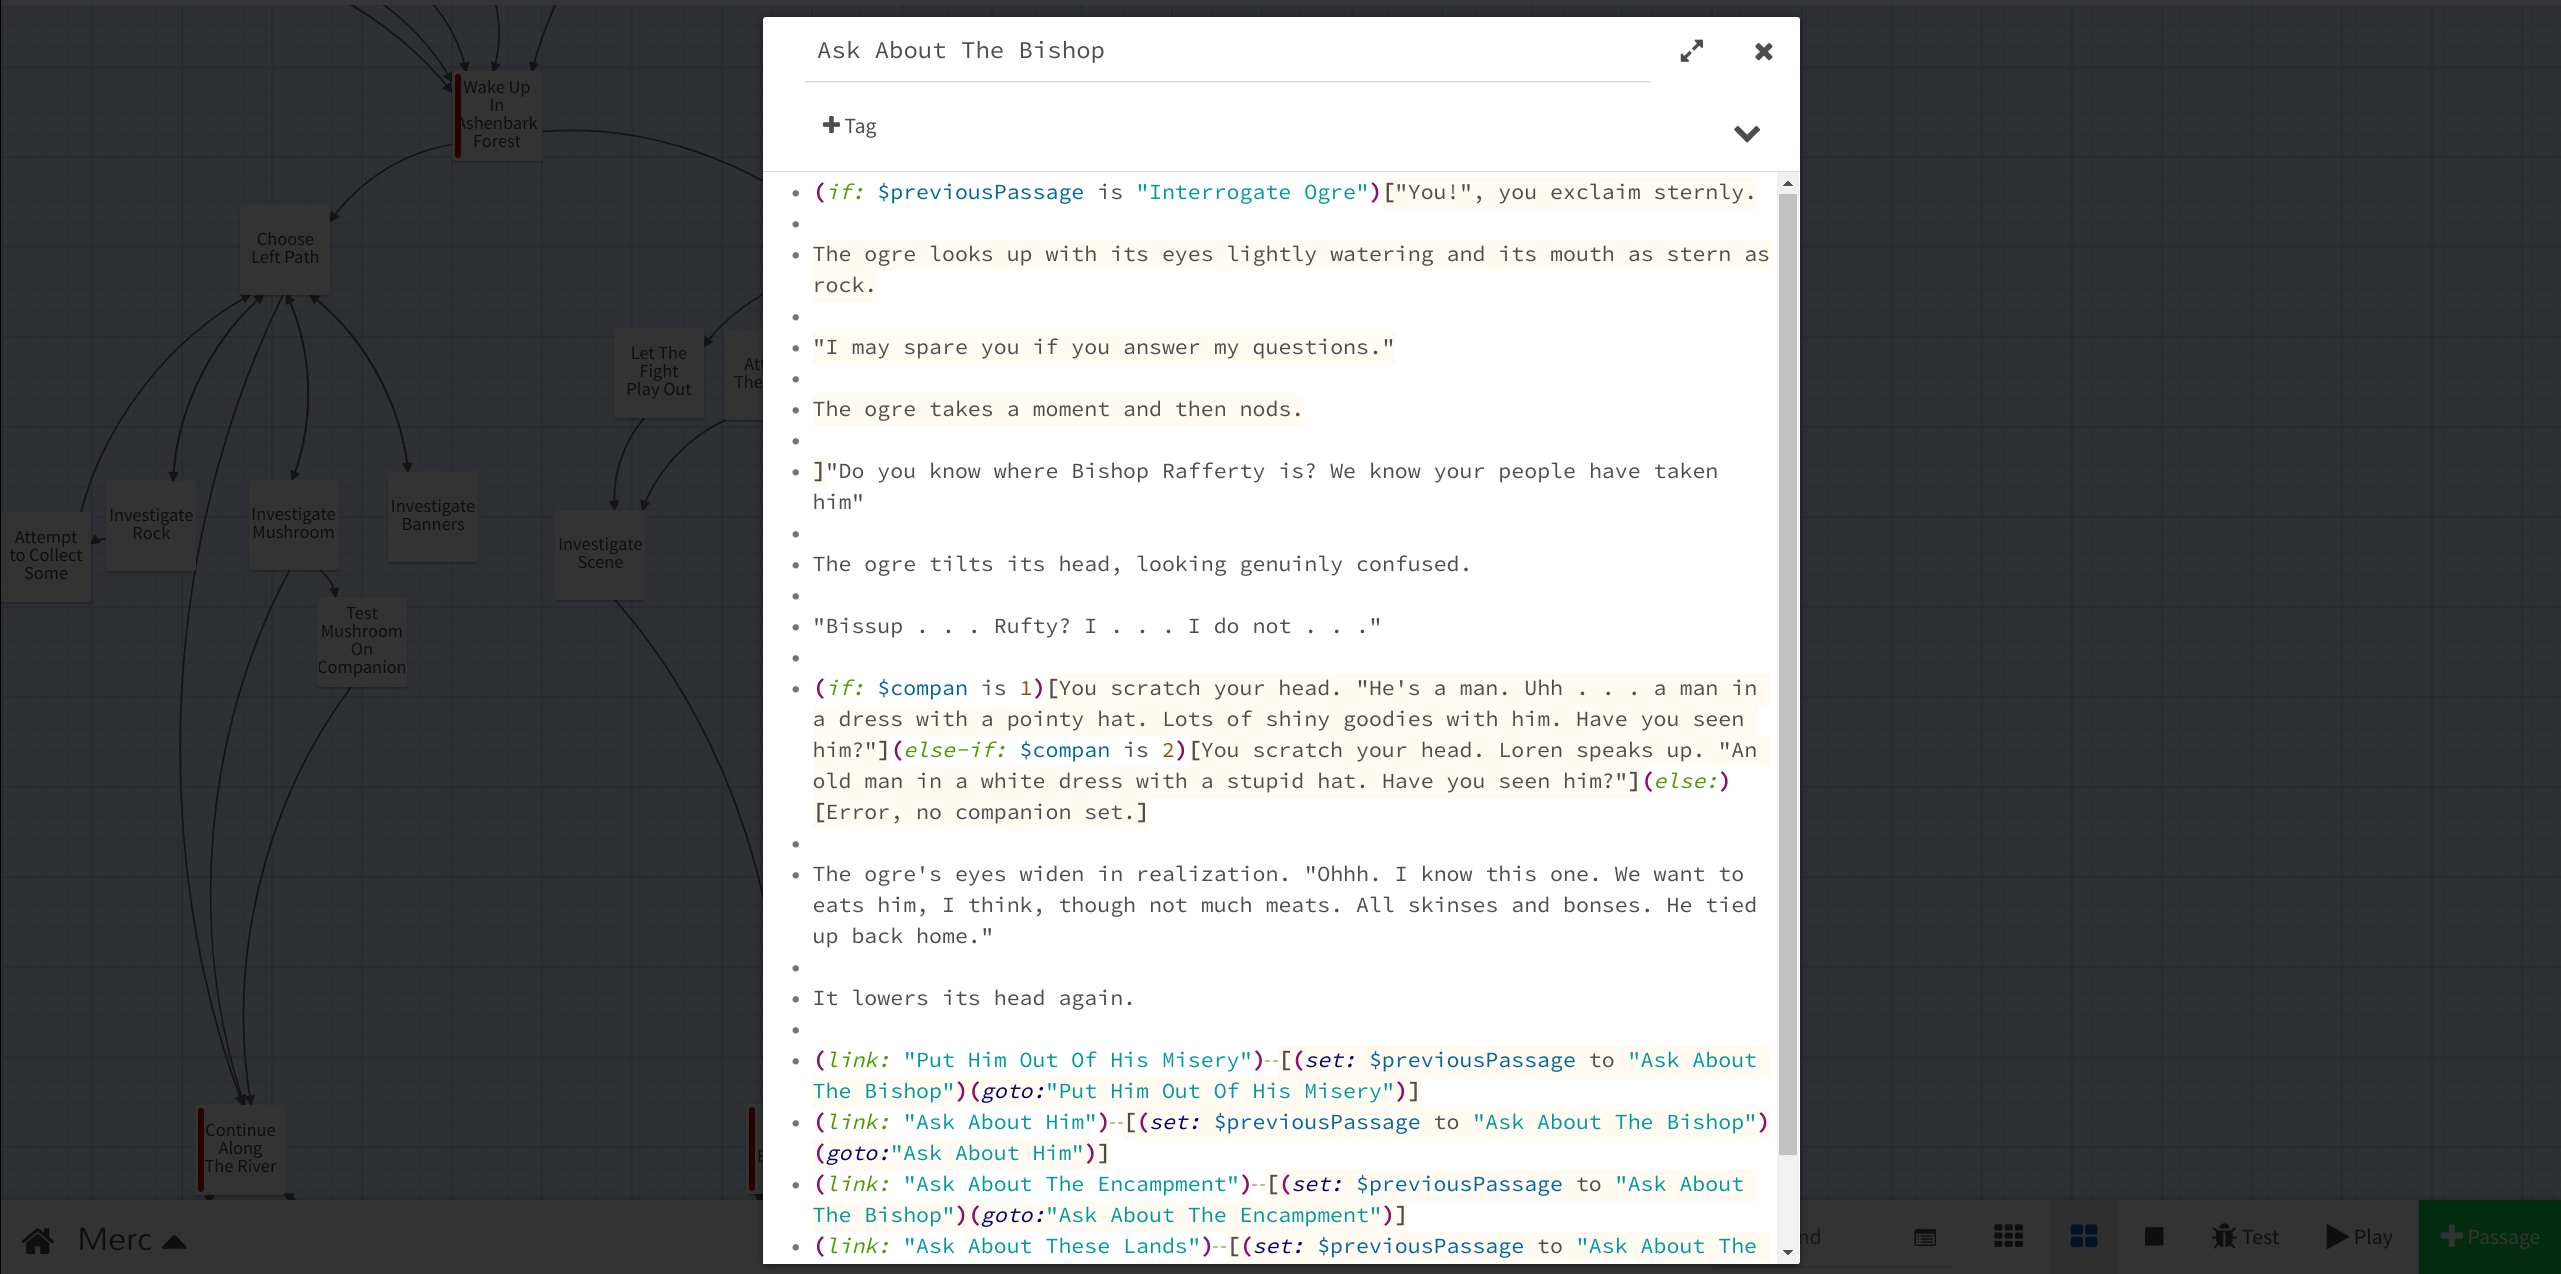 Ask About The Bishop
Tag
(if: $previousPassage is "Interrogate Ogre")["You!", you exclaim sternly.
The ogre looks up with its eyes lightly watering and its mouth as stern as
rock.
"I may spare you if you answer my questions."
The ogre takes a moment and then nods.
]"Do you know where Bishop Rafferty is? We know your people have taken
him"
The ogre tilts its head, looking genuinly confused.
"Bissup . . . Rufty? I . . . I do not . . ."
(if: $compan is 1)[You scratch your head. "He's a man. Uhh . . . a man in
a dress with a pointy hat. Lots of shiny goodies with him. Have you seen
him?"](else-if: $compan is 2)[You scratch your head. Loren speaks up. "An
old man in a white dress with a stupid hat. Have you seen him?"](else:)
[Error, no companion set.]
The ogre's eyes widen in realization. "Ohhh. I know this one. We want to
eats him, I think, though not much meats. All skinses and bonses. He tied
up back home."
It lowers its head again.
(link: "Put Him Out Of His Misery")--[(set: $previousPassage to "Ask About
The Bishop")(goto:"Put Him Out Of His Misery")]
(link: "Ask About Him")--[(set: $previousPassage to "Ask About The Bishop")
(goto:"Ask About Him")]
(link: "Ask About The Encampment")--[(set: $previousPassage to "Ask About
The Bishop")(goto:"Ask About The Encampment")]
(link: "Ask About These Lands")--[(set: $previousPassage to "Ask About The
Wake Up
In
Ashenbark
Forest
Choose
Left Path
Let The
Fight
Play Out
Attempt
to Collect
Some
Investigate
Rock
Investigate
Mushroom
Investigate
Banners
Investigate
Scene
Test
Mushroom
On
Companion
Continue
Along
The River
Merc
Test
Play
Passage